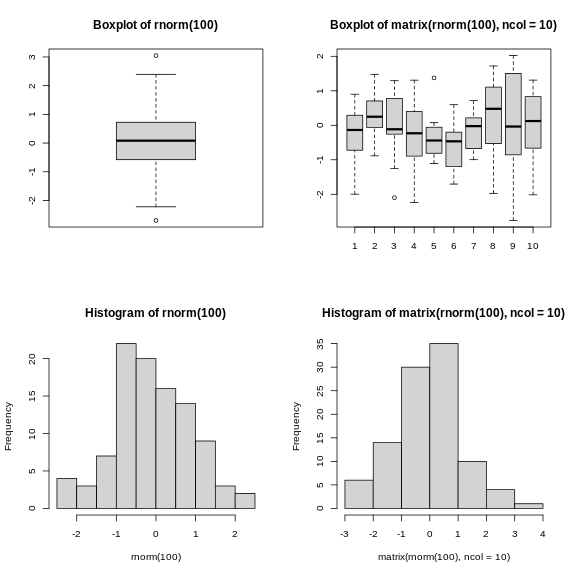 Boxplot of rnorm(100)
3
2
1
0
-1
-2
Boxplot of matrix(rnorm(100), ncol = 10)
2
1
0
-1
-2
1 2 3 4 5 6 7 8 9 10
Histogram of rnorm(100)
Frequency
20
15
10
5
0
-2 -1 0 1 2
rnorm(100)
Histogram of matrix(rnorm(100), ncol = 10)
Frequency
35
30
25
20
15
10
5
0
-3 -2 -1 0 1 2 3 4
matrix(rnorm(100), ncol = 10)